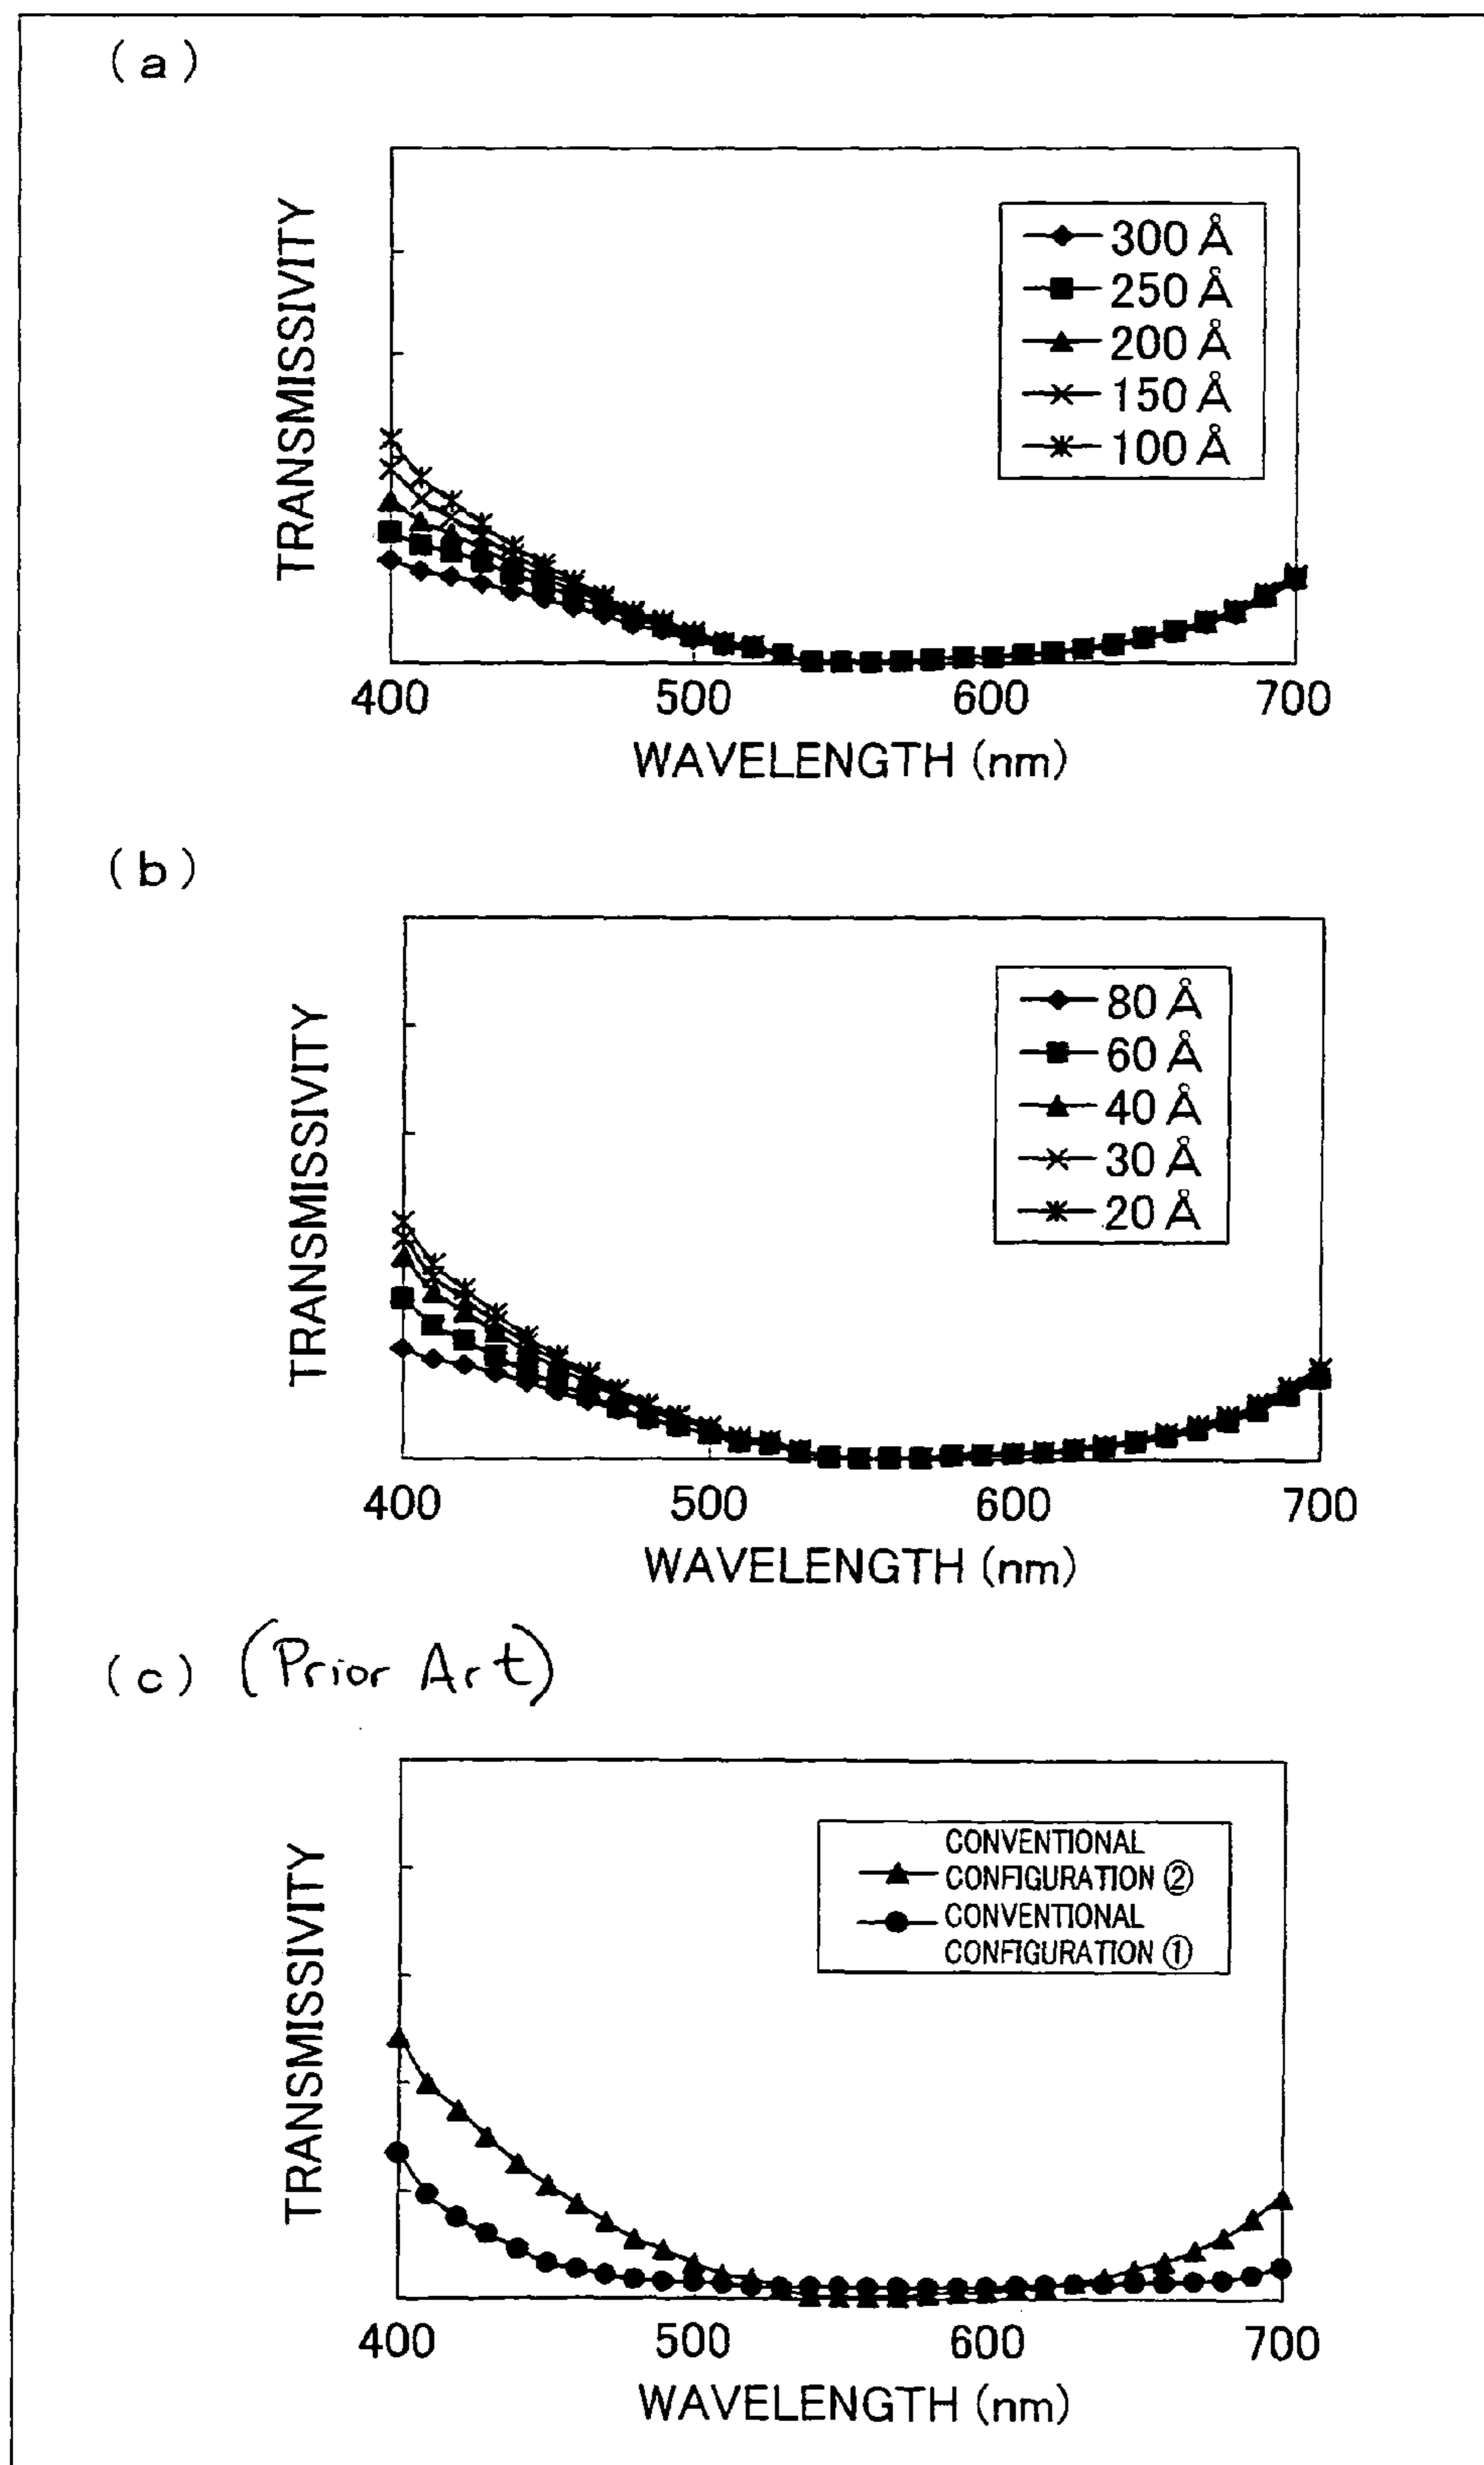 (a)
TRANSMISSIVITY
300 Å
250 Å
200 Å
150 Å
100 Å
400 500 600 700
WAVELENGTH (nm)
(b)
TRANSMISSIVITY
80 Å
60 Å
40 Å
30 Å
20 Å
400 500 600 700
WAVELENGTH (nm)
(c) (Prior Art)
TRANSMISSIVITY
CONVENTIONAL
CONFIGURATION ②
CONVENTIONAL
CONFIGURATION ①
400 500 600 700
WAVELENGTH (nm)